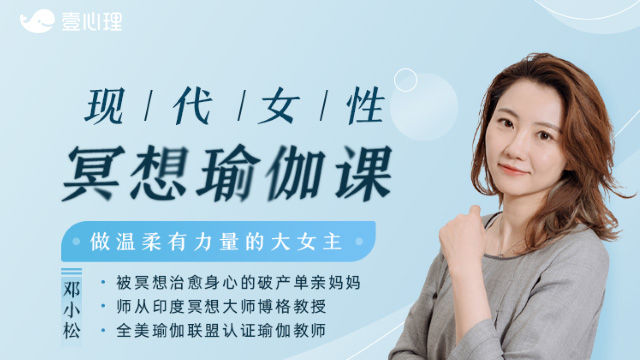 壹心理
现/代/女/性
冥想瑜伽课
做温柔有力量的大女主
邓小松
· 被冥想治愈身心的破产单亲妈妈
· 师从印度冥想大师博格教授
· 全美瑜伽联盟认证瑜伽教师